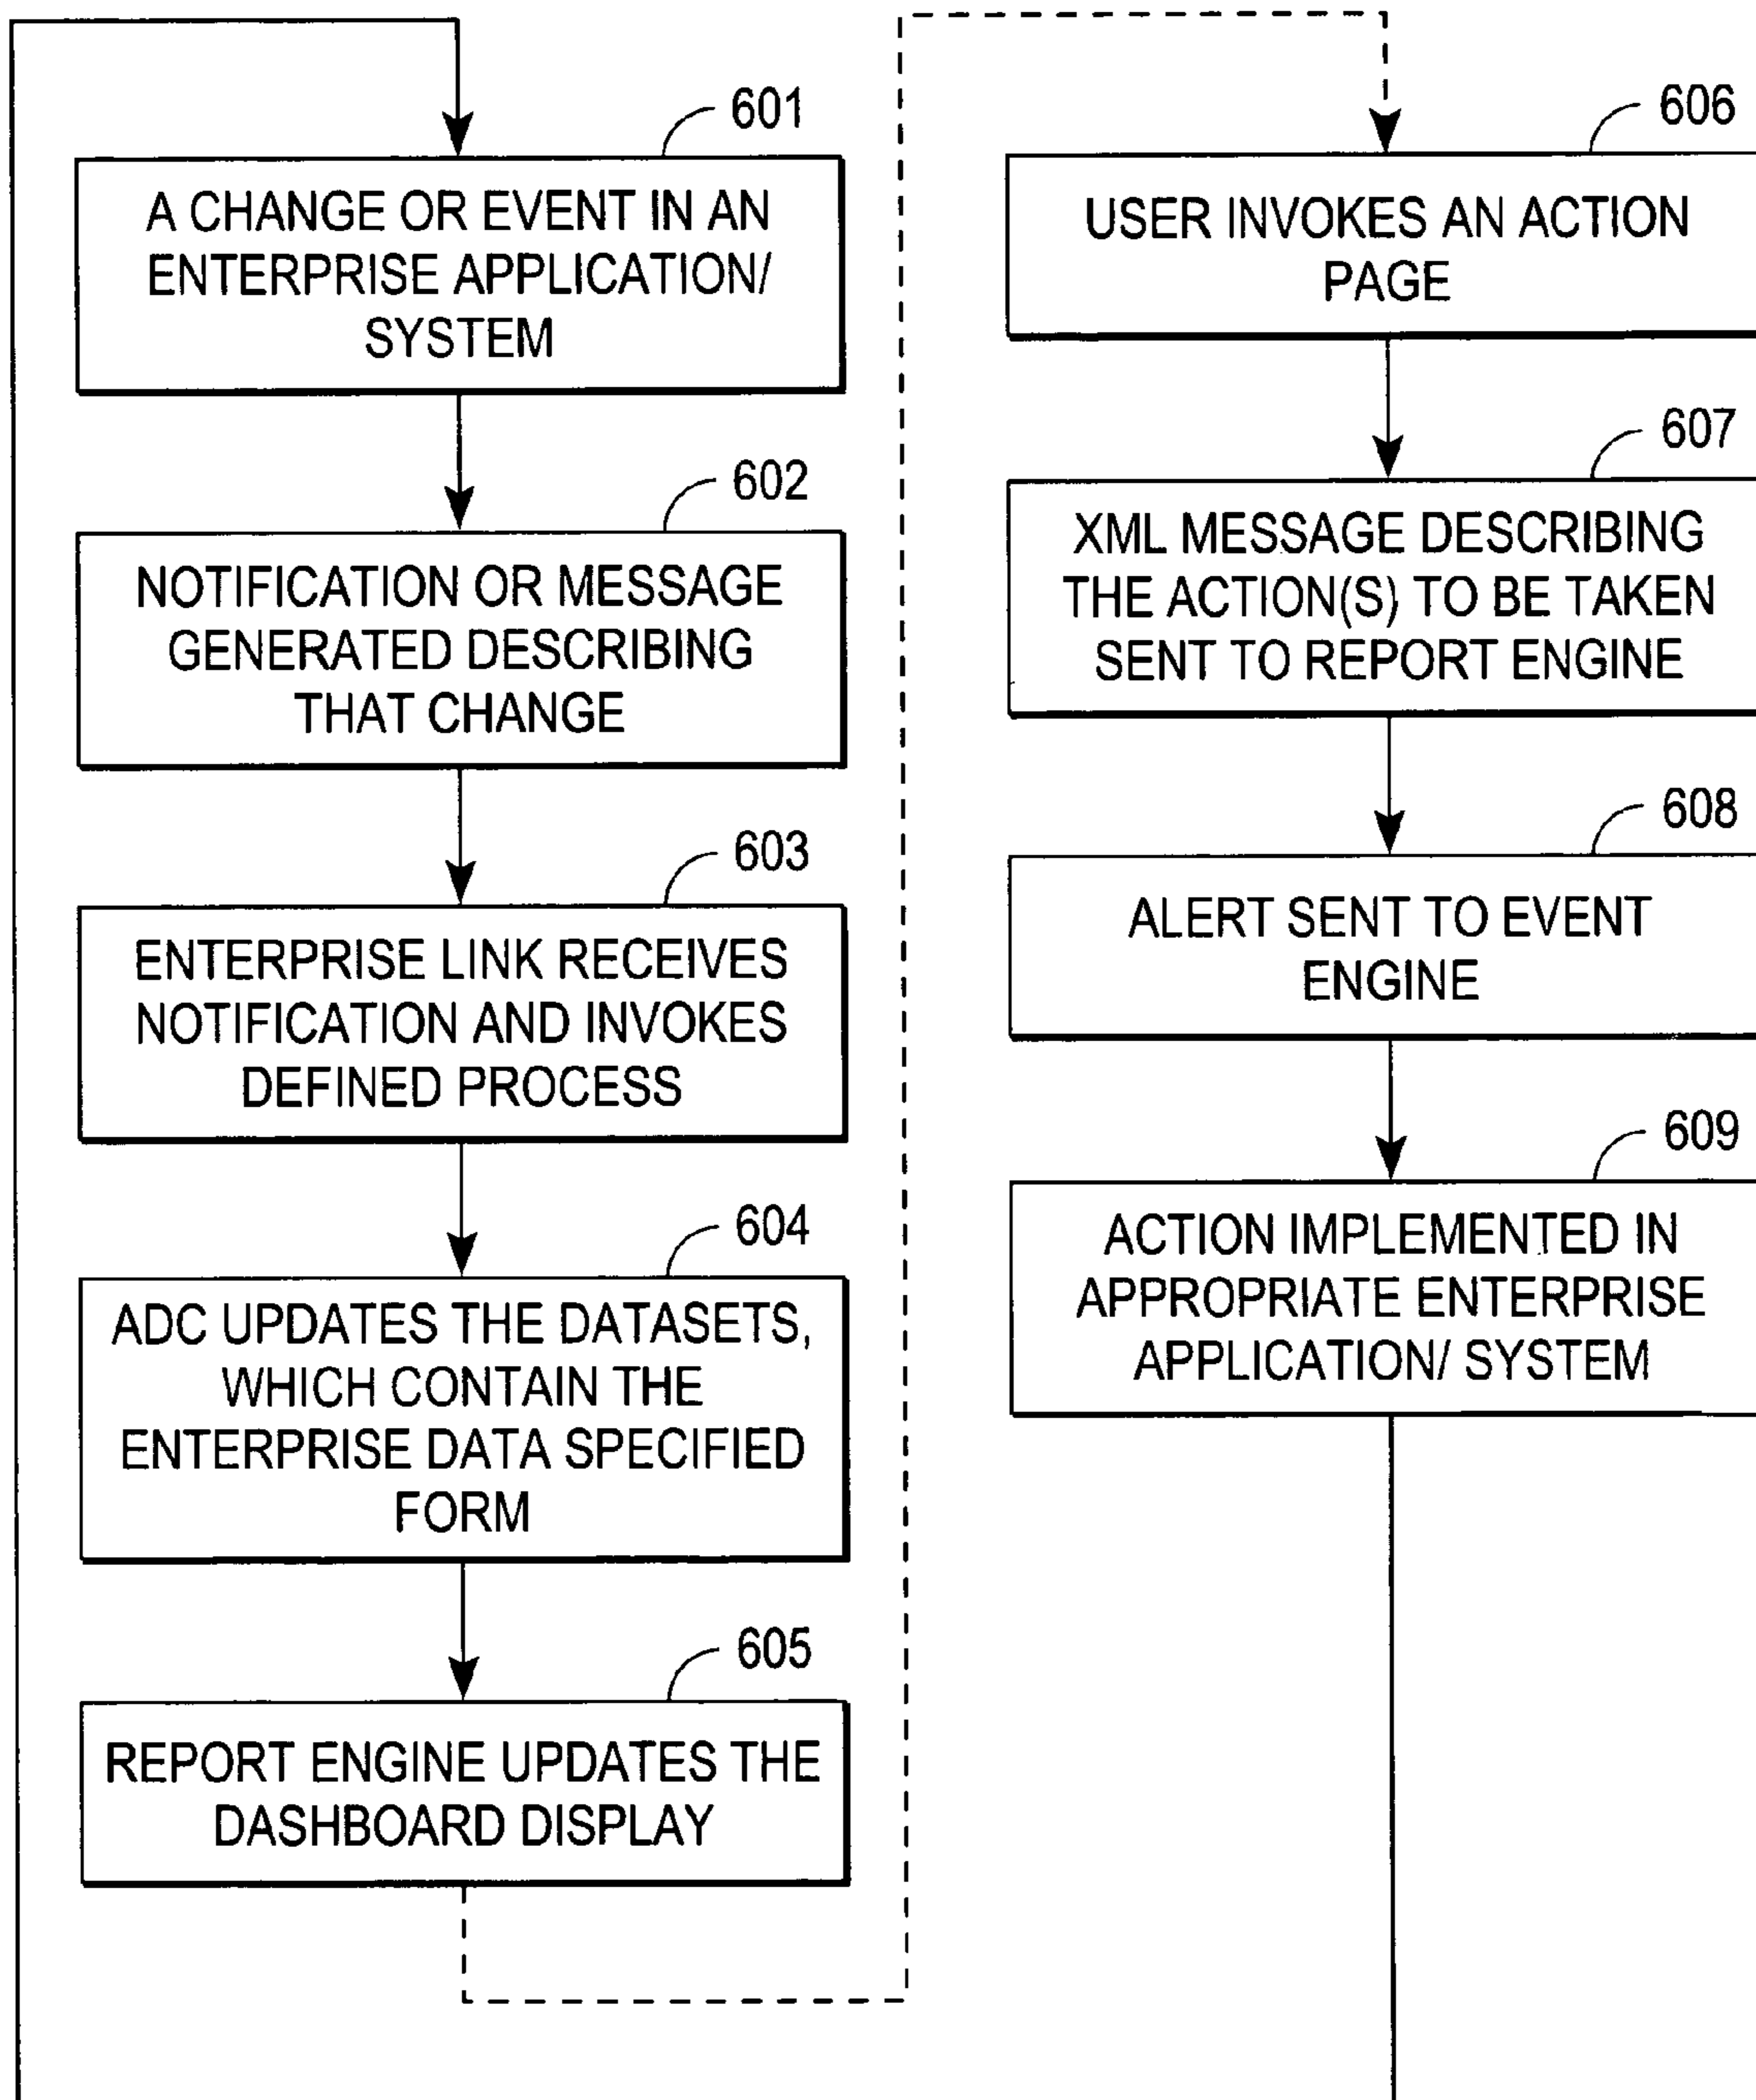 601
A CHANGE OR EVENT IN AN
ENTERPRISE APPLICATION/
SYSTEM
602
NOTIFICATION OR MESSAGE
GENERATED DESCRIBING
THAT CHANGE
603
ENTERPRISE LINK RECEIVES
NOTIFICATION AND INVOKES
DEFINED PROCESS
604
ADC UPDATES THE DATASETS,
WHICH CONTAIN THE
ENTERPRISE DATA SPECIFIED
FORM
605
REPORT ENGINE UPDATES THE
DASHBOARD DISPLAY
606
USER INVOKES AN ACTION
PAGE
607
XML MESSAGE DESCRIBING
THE ACTION(S) TO BE TAKEN
SENT TO REPORT ENGINE
608
ALERT SENT TO EVENT
ENGINE
609
ACTION IMPLEMENTED IN
APPROPRIATE ENTERPRISE
APPLICATION/ SYSTEM